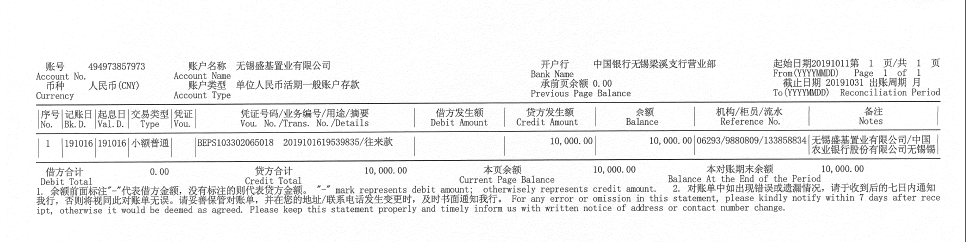 账号 494973857973 账户名称 无锡盛基置业有限公司 开户行 中国银行无锡梁溪支行营业部 起始日期20191011第 1 页/共 1 页
Account No. Account Name Bank Name From(YYYYMMDD) Page 1 of 1
币种 人民币(CNY) 账户类型 单位人民币活期一般账户存款 承前页余额 0.00 截止日期 20191031 出账周期 月
Currency Account Type Previous Page Balance To(YYYYMMDD) Reconciliation Period
序号 记账日 起息日 交易类型 凭证 凭证号码/业务编号/用途/摘要 借方发生额 贷方发生额 余额 机构/柜员/流水 备注
No. Bk.D. Val.D. Type Vou. Vou. No./Trans. No./Details Debit Amount Credit Amount Balance Reference No. Notes
1 191016 191016 小额普通 BEPS103302065018 2019101619539835/往来款 10,000.00 10,000.00 06293/9880809/133858834 无锡盛基置业有限公司/中国
农业银行股份有限公司无锡锡
借方合计 0.00 贷方合计 10,000.00 本页余额 10,000.00 本对账期末余额 10,000.00
Debit Total Credit Total Current Page Balance Balance At the End of the Period
1. 余额前面标注"-"代表借方金额，没有标注的则代表贷方金额。 "-" mark represents debit amount; otherwisely represents credit amount. 2. 对账单中如出现错误或遗漏情况，请于收到后的七日内通知
我行，否则将视同此对账单无误。请妥善保管对账单，并在您的地址/联系电话发生变更时，及时书面通知我行。 For any error or omission in this statement, please kindly notify within 7 days after rece
ipt, otherwise it would be deemed as agreed. Please keep this statement properly and timely inform us with written notice of address or contact number change.